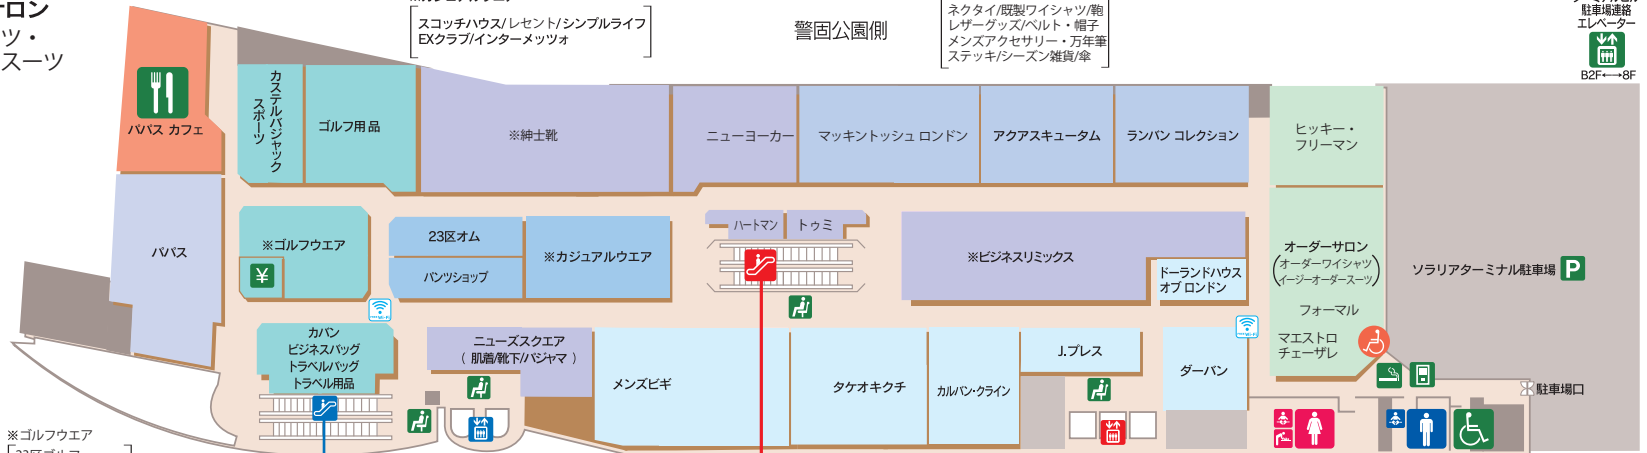 ロン
ツ・
スーツ
スコッチハウス/レセント/シンプルライフ
EXクラブ/インターメッツォ
警固公園側
ネクタイ/既製ワイシャツ/鞄
レザーグッズ/ベルト・帽子
メンズアクセサリー・万年筆
ステッキ/シーズン雑貨/傘
駐車場連絡
エレベーター
B2F↔8F
パパス カフェ
カステルバジャック
スポーツ
ゴルフ用品
※紳士靴
ニューヨーカー
マッキントッシュ ロンドン
アクアスキュータム
ランバン コレクション
ヒッキー・
フリーマン
パパス
※ゴルフウエア
¥
23区オム
パンツショップ
※カジュアルウエア
ハートマン
トゥミ
※ビジネスリミックス
ドーランドハウス
オブ ロンドン
オーダーサロン
(オーダーワイシャツ
イージーオーダースーツ)
フォーマル
マエストロ
チェーザレ
ソラリアターミナル駐車場
P
カバン
ビジネスバッグ
トラベルバッグ
トラベル用品
ニューズスクエア
(肌着/靴下/パジャマ)
メンズビギ
タケオキクチ
カルバン・クライン
J.プレス
ダーバン
駐車場口
※ゴルフウエア